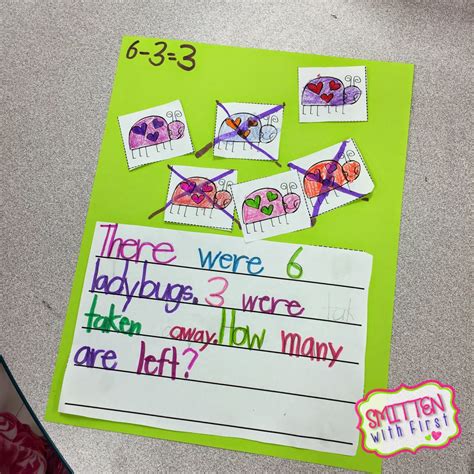 6-3=3
There were 6
ladybugs. 3 were
taken away. How many
are left?
SMITTEN
with First